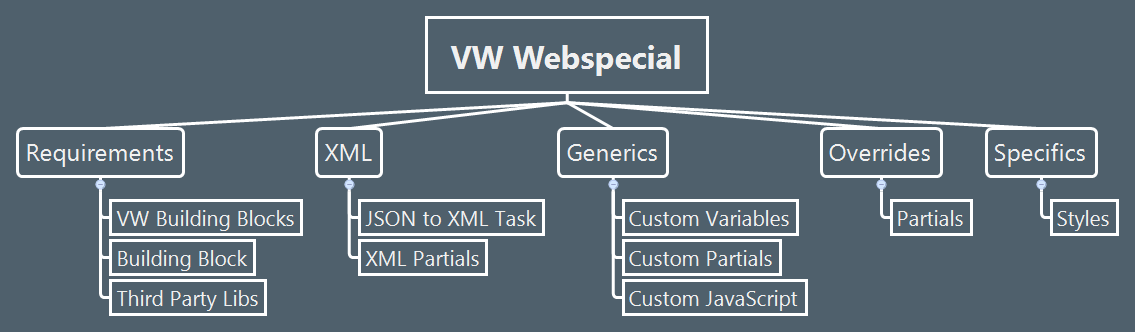 VW Webspecial
Requirements
VW Building Blocks
Building Block
Third Party Libs
XML
JSON to XML Task
XML Partials
Generics
Custom Variables
Custom Partials
Custom JavaScript
Overrides
Partials
Specifics
Styles